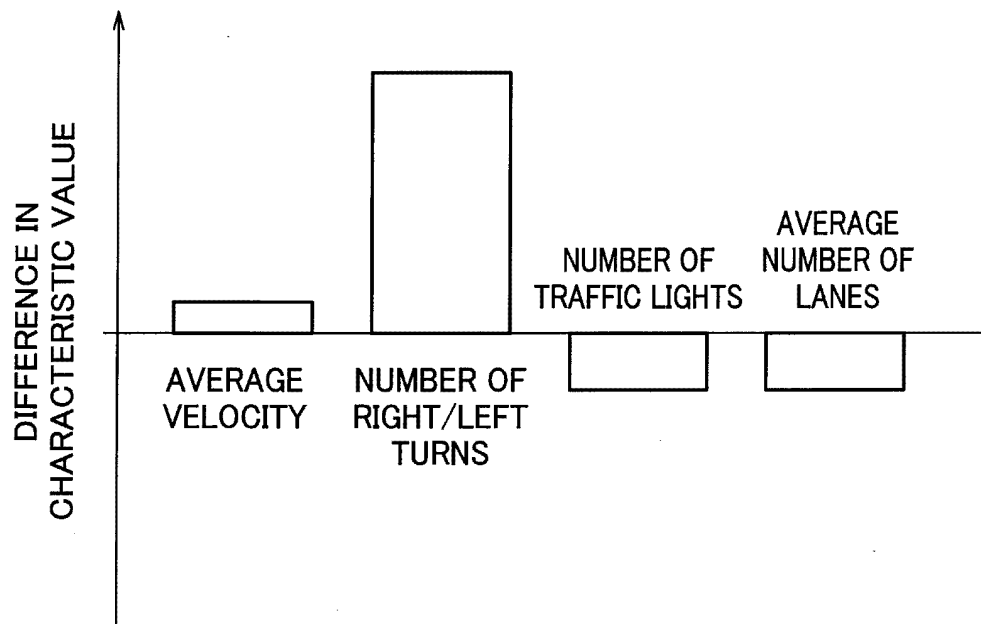 DIFFERENCE IN
CHARACTERISTIC VALUE
AVERAGE
VELOCITY
NUMBER OF
RIGHT/LEFT
TURNS
NUMBER OF
TRAFFIC LIGHTS
AVERAGE
NUMBER OF
LANES